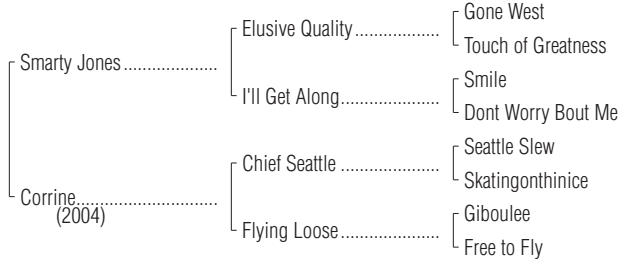 Gone West
Elusive Quality..................
Touch of Greatness
Smarty Jones....................
Smile
I'll Get Along.....................
Dont Worry Bout Me
Seattle Slew
Chief Seattle .....................
Skatingonthinice
Corrine..............................
(2004)
Giboulee
Flying Loose.....................
Free to Fly